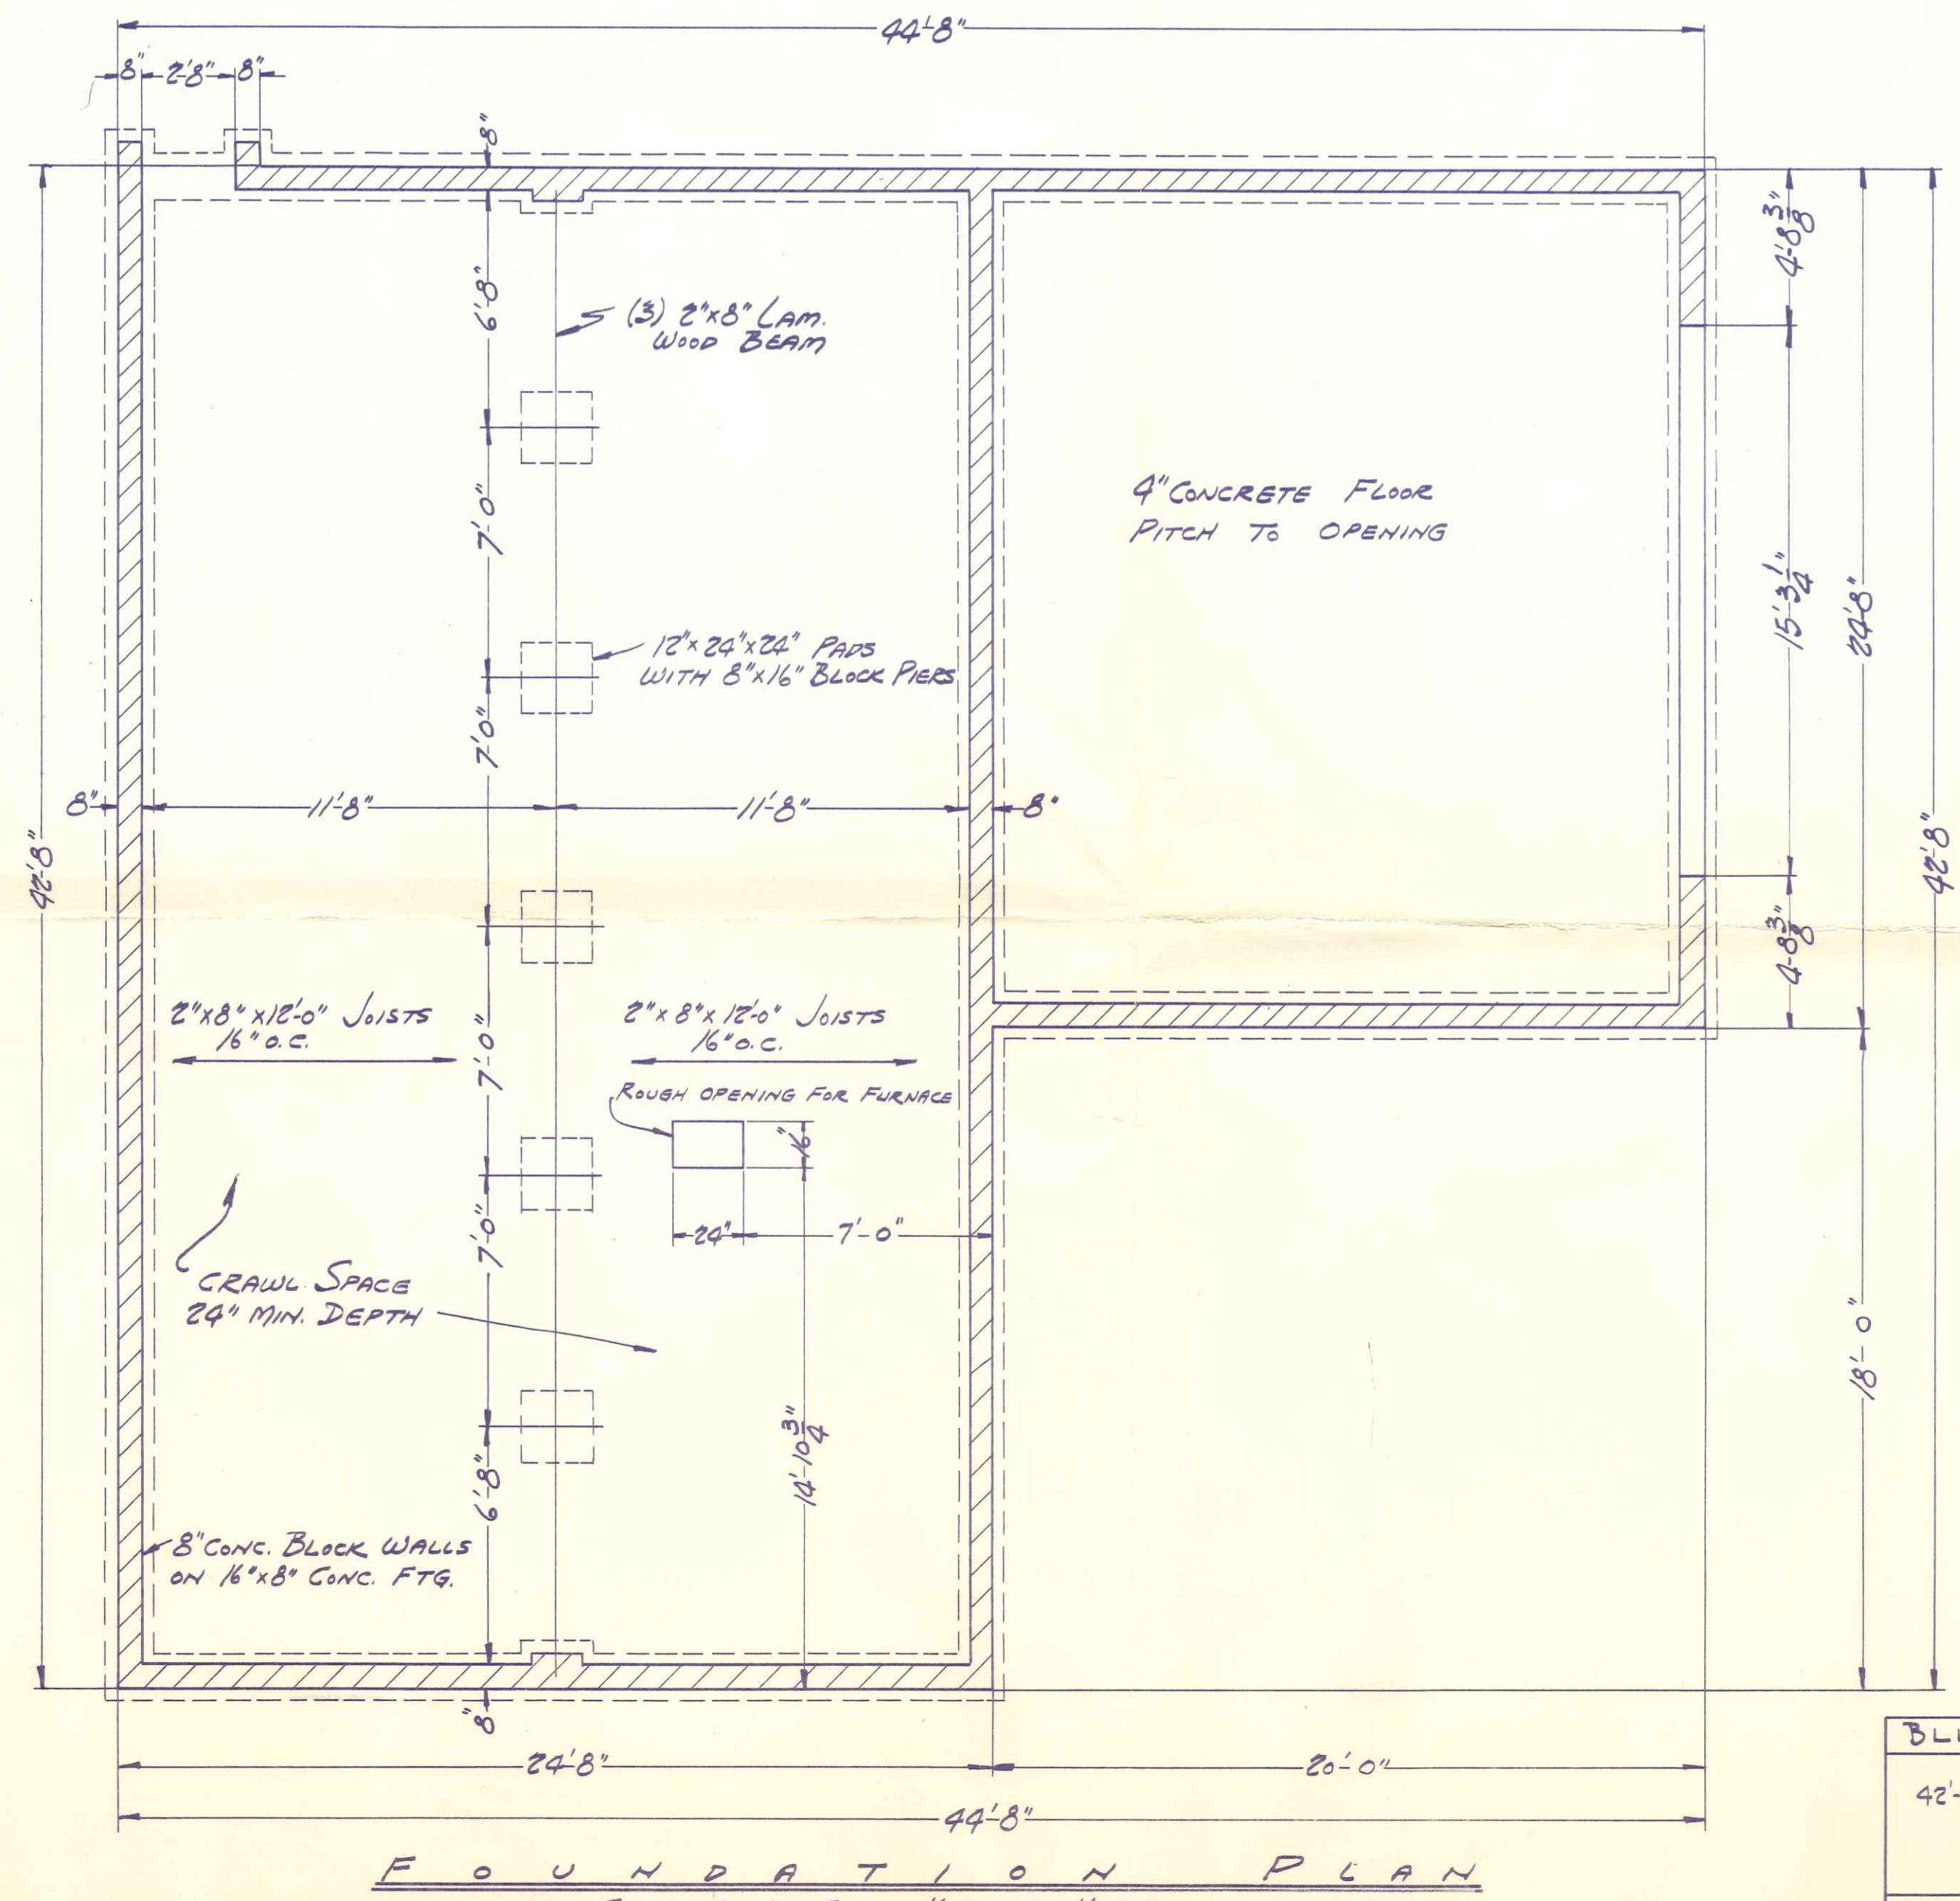 44'-8"
8" 2'8" 8"
8"
4'-8 3/8"
6'-8"
(3) 2"x8" LAM.
WOOD BEAM
4" CONCRETE FLOOR
PITCH TO OPENING
7'-0"
15'-3 1/4"
24'-8"
12"x24"x24" PADS
WITH 8"x16" BLOCK PIERS
7'-0"
8" 11'-8" 11'-8" 8"
42'-8"
42'-8"
4'-8 3/8"
2"x8"x12'-0" JOISTS
16" O.C.
2"x8"x12'-0" JOISTS
16" O.C.
7'-0"
ROUGH OPENING FOR FURNACE
16"
24" 7'-0"
7'-0"
CRAWL SPACE
24" MIN. DEPTH
18'-0"
14'-10 3/4"
6'-8"
8" CONC. BLOCK WALLS
ON 16"x8" CONC. FTG.
8"
24'-8" 20'-0"
44'-8"
42'-
FOUNDATION PLAN